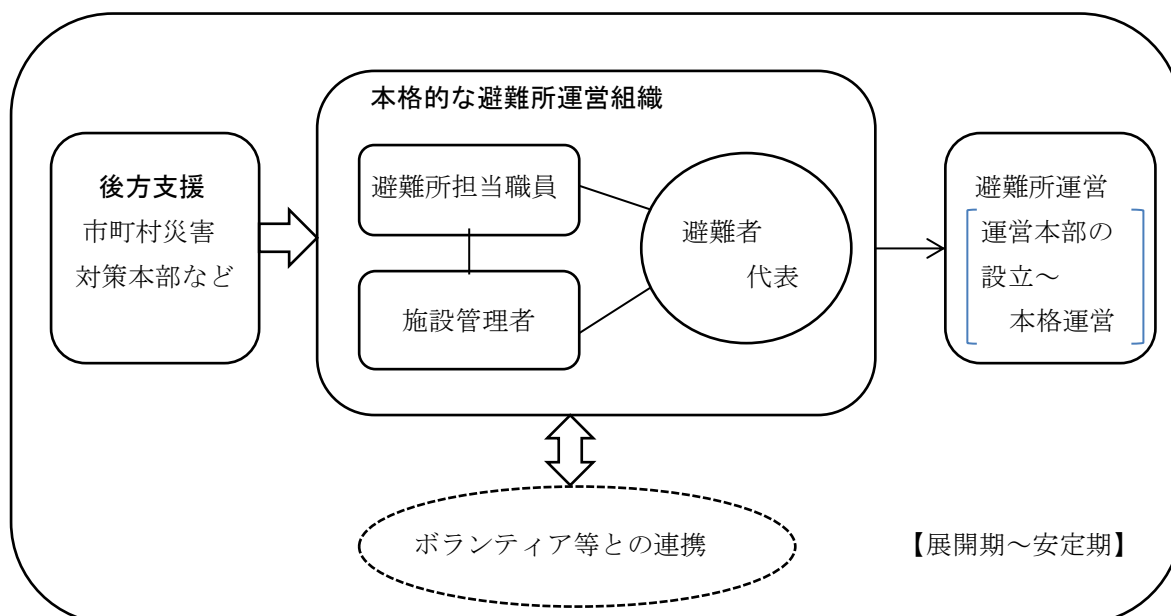 本格的な避難所運営組織
後方支援
市町村災害
対策本部など
避難所担当職員
施設管理者
避難者
代表
避難所運営
運営本部の
設立～
本格運営
ボランティア等との連携
【展開期～安定期】